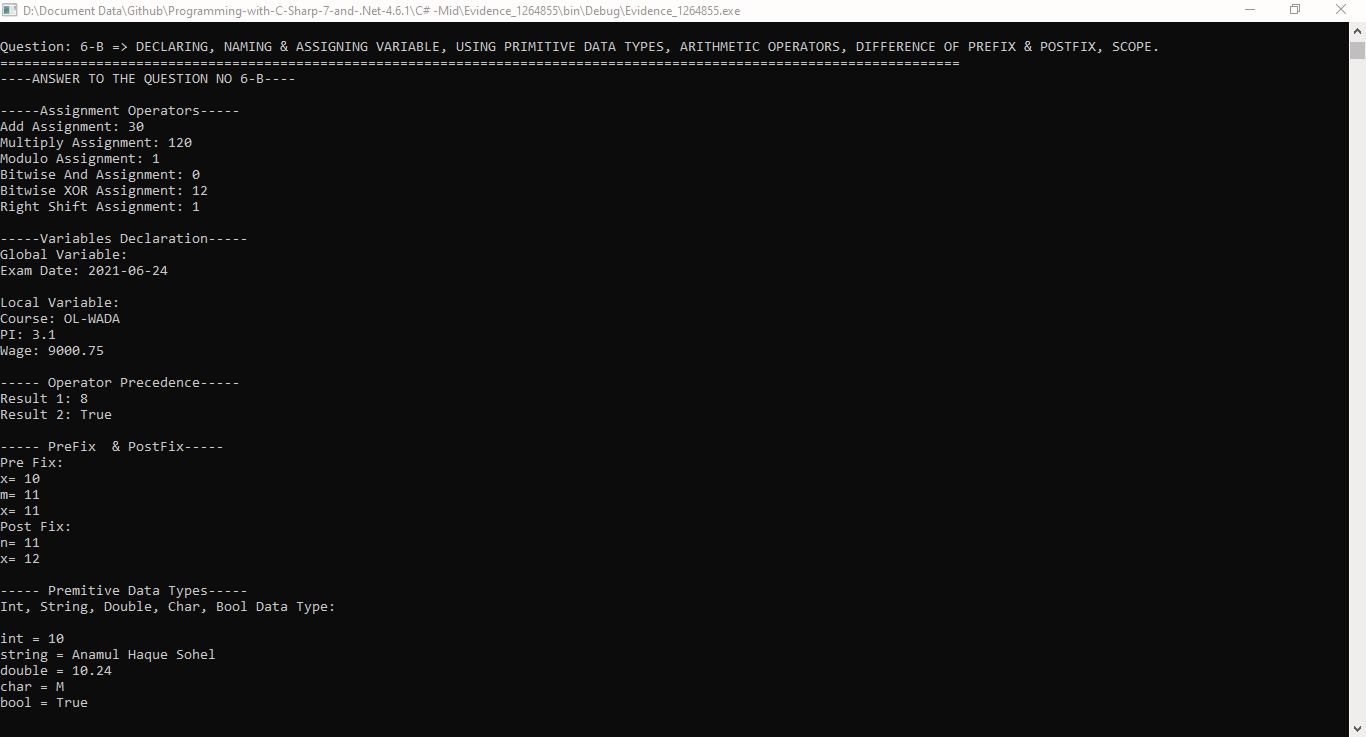 D:\Document Data\Github\Programming-with-C-Sharp-7-and-.Net-4.6.1\C# -Mid\Evidence_1264855\bin\Debug\Evidence_1264855.exe
Question: 6-B => DECLARING, NAMING & ASSIGNING VARIABLE, USING PRIMITIVE DATA TYPES, ARITHMETIC OPERATORS, DIFFERENCE OF PREFIX & POSTFIX, SCOPE.
========================================================================================================================
----ANSWER TO THE QUESTION NO 6-B----
-----Assignment Operators-----
Add Assignment: 30
Multiply Assignment: 120
Modulo Assignment: 1
Bitwise And Assignment: 0
Bitwise XOR Assignment: 12
Right Shift Assignment: 1
-----Variables Declaration-----
Global Variable:
Exam Date: 2021-06-24
Local Variable:
Course: OL-WADA
PI: 3.1
Wage: 9000.75
----- Operator Precedence-----
Result 1: 8
Result 2: True
----- PreFix  & PostFix-----
Pre Fix:
x= 10
m= 11
x= 11
Post Fix:
n= 11
x= 12
----- Premitive Data Types-----
Int, String, Double, Char, Bool Data Type:
int = 10
string = Anamul Haque Sohel
double = 10.24
char = M
bool = True